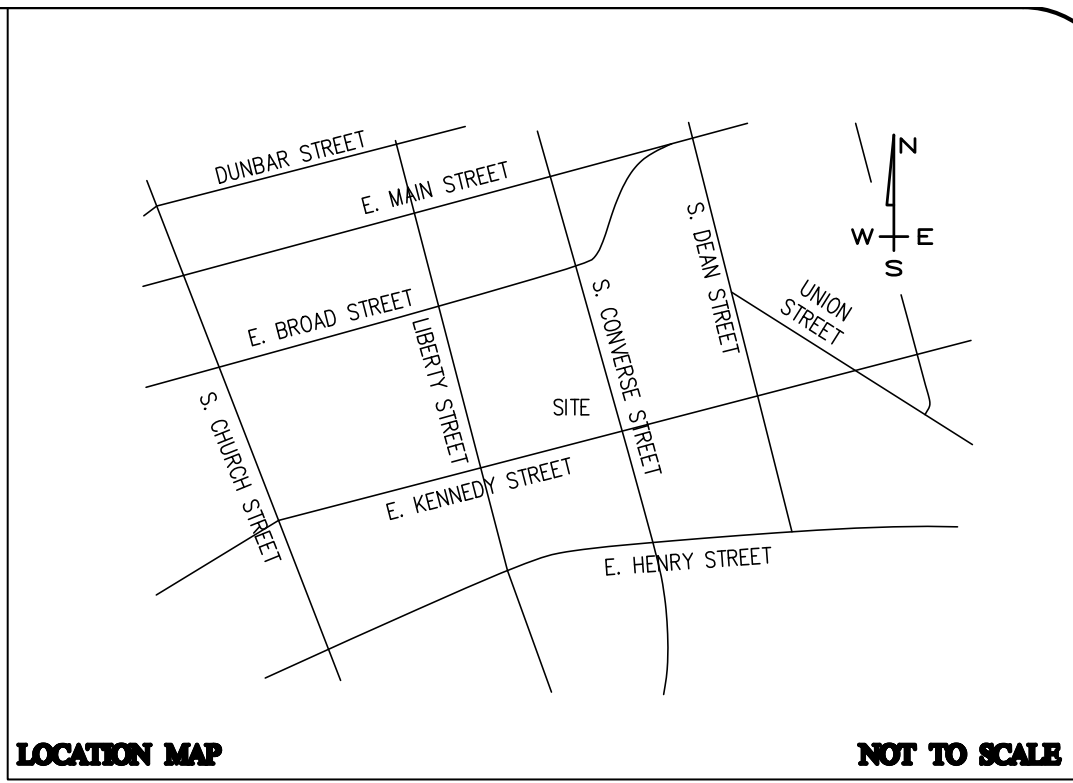 DUNBAR STREET
E. MAIN STREET
N
W E
S
S. DEAN STREET
UNION
STREET
E. BROAD STREET
LIBERTY STREET
S. CONVERSE STREET
SITE
S. CHURCH STREET
E. KENNEDY STREET
E. HENRY STREET
LOCATION MAP
NOT TO SCALE